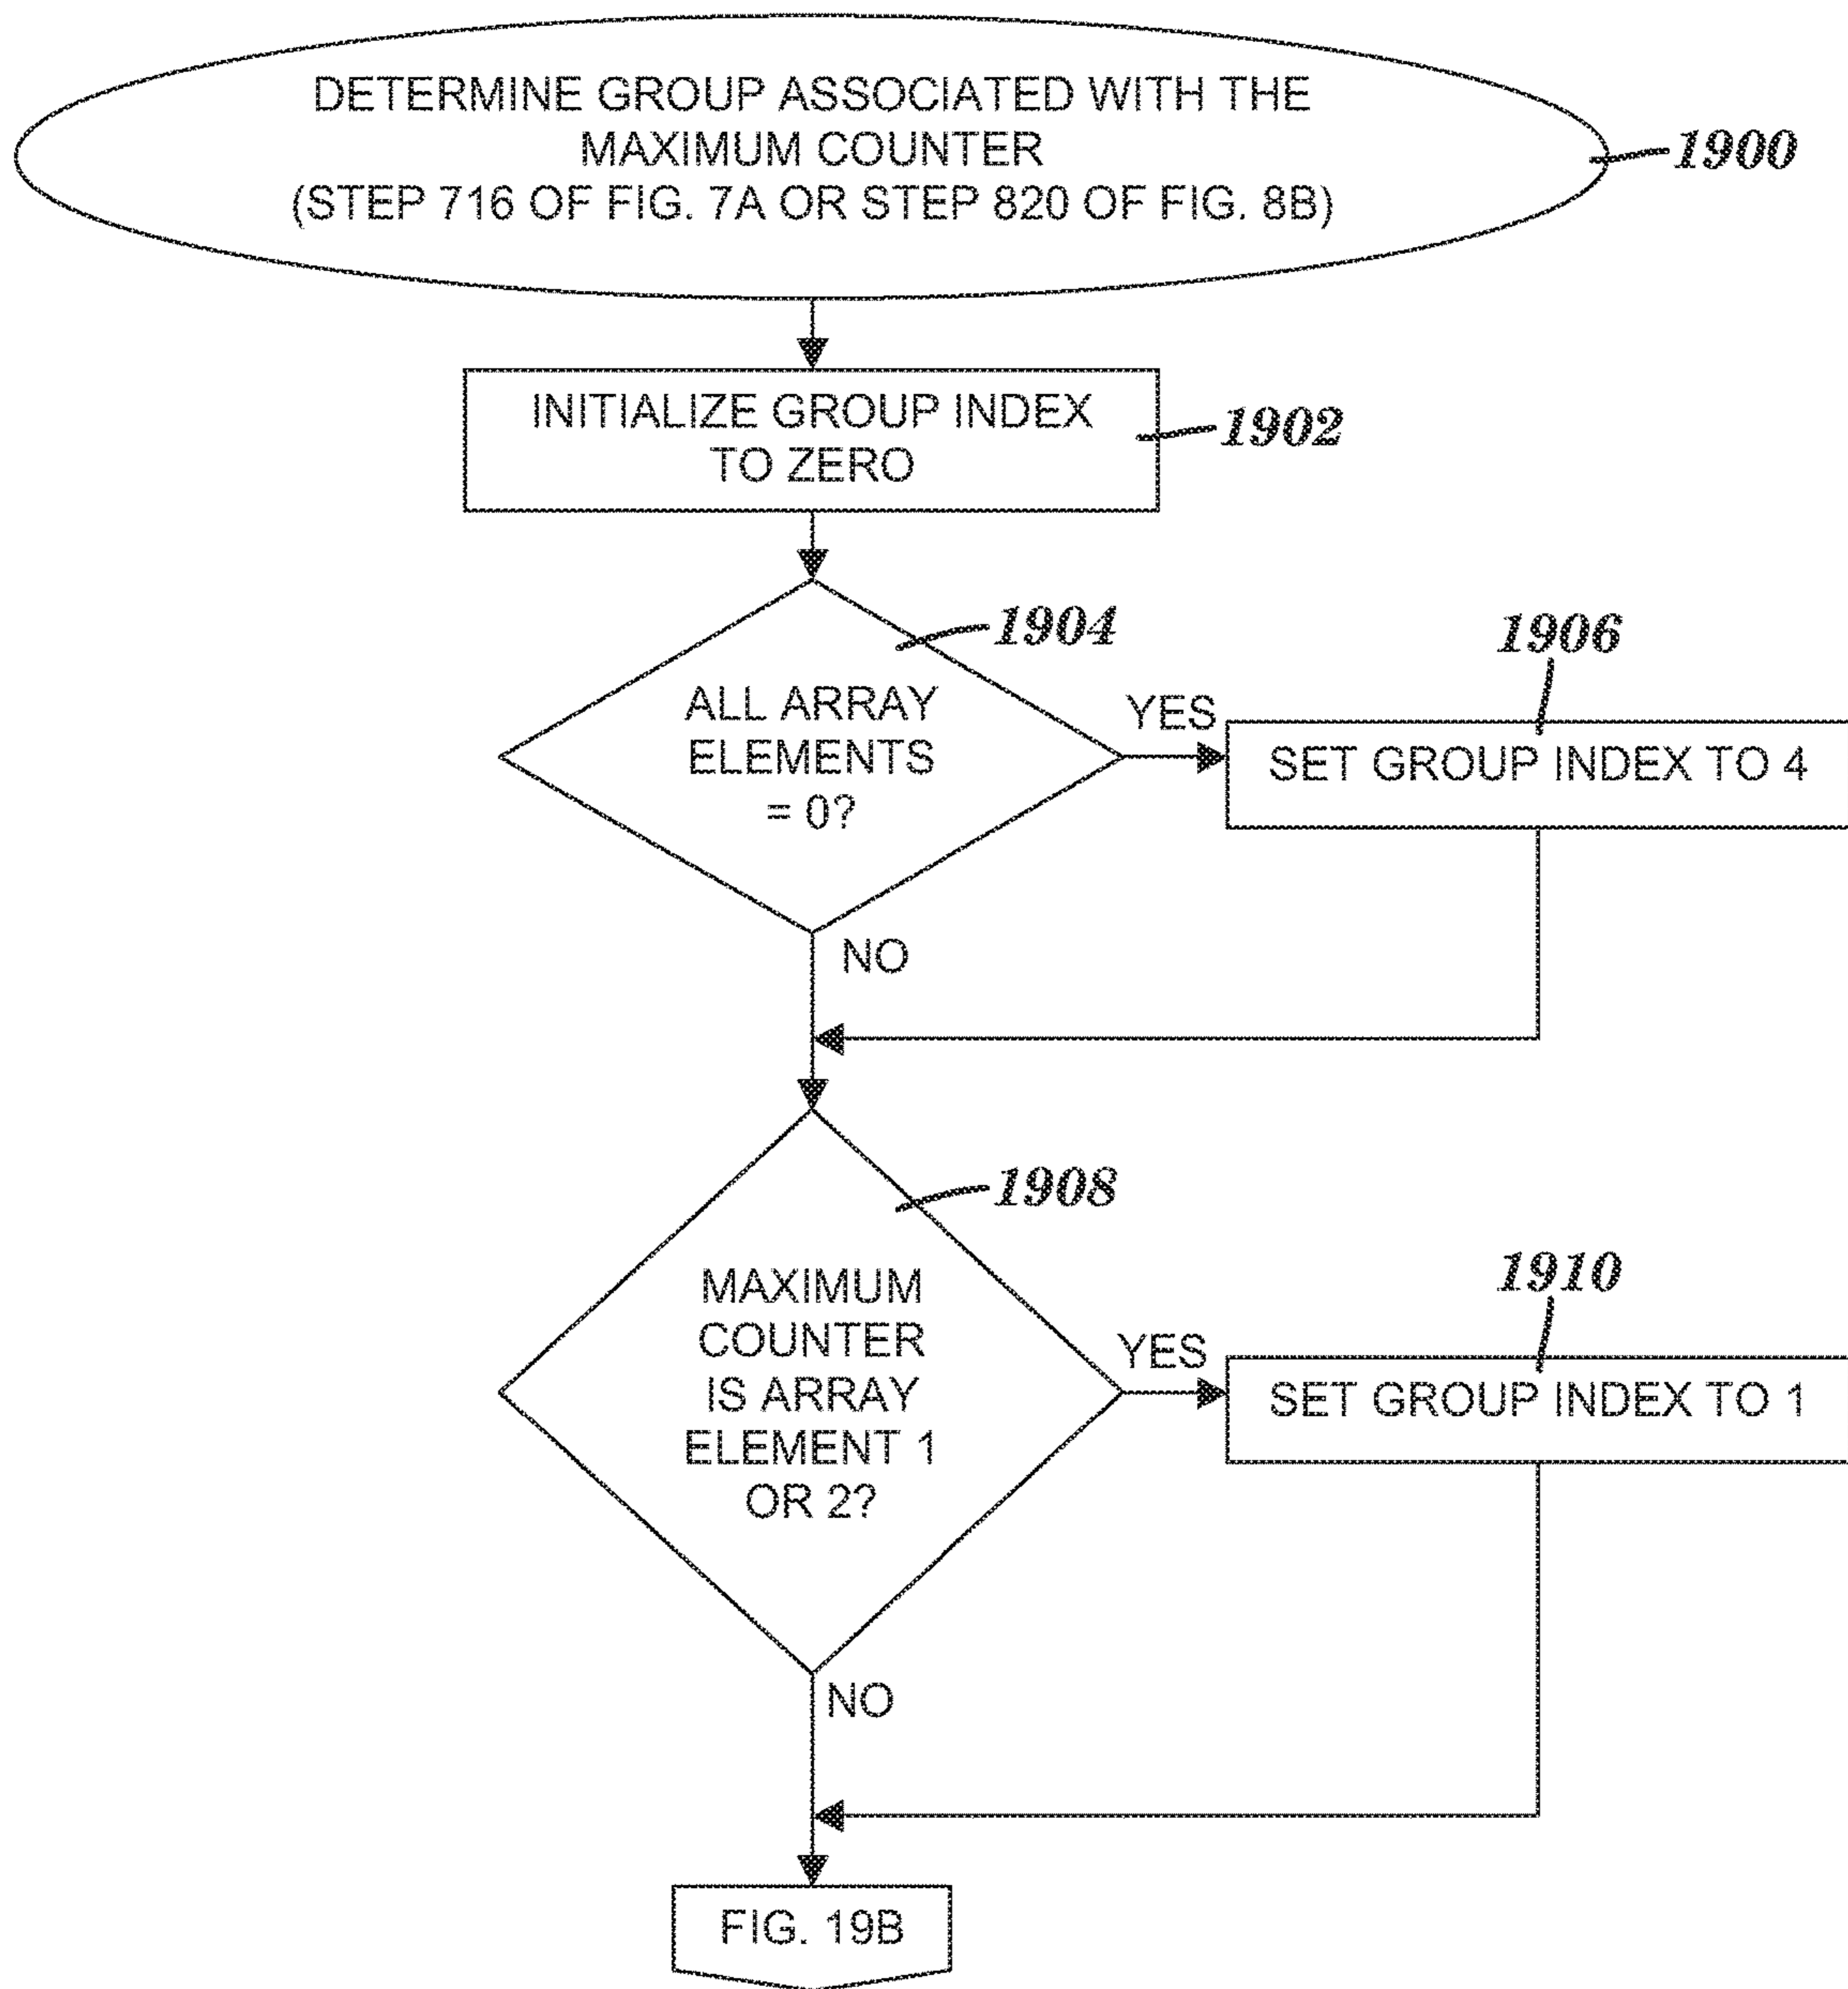 DETERMINE GROUP ASSOCIATED WITH THE
MAXIMUM COUNTER
(STEP 716 OF FIG. 7A OR STEP 820 OF FIG. 8B)
1900
INITIALIZE GROUP INDEX
TO ZERO
1902
1904
ALL ARRAY
ELEMENTS
= 0?
YES
1906
SET GROUP INDEX TO 4
NO
1908
MAXIMUM
COUNTER
IS ARRAY
ELEMENT 1
OR 2?
YES
1910
SET GROUP INDEX TO 1
NO
FIG. 19B